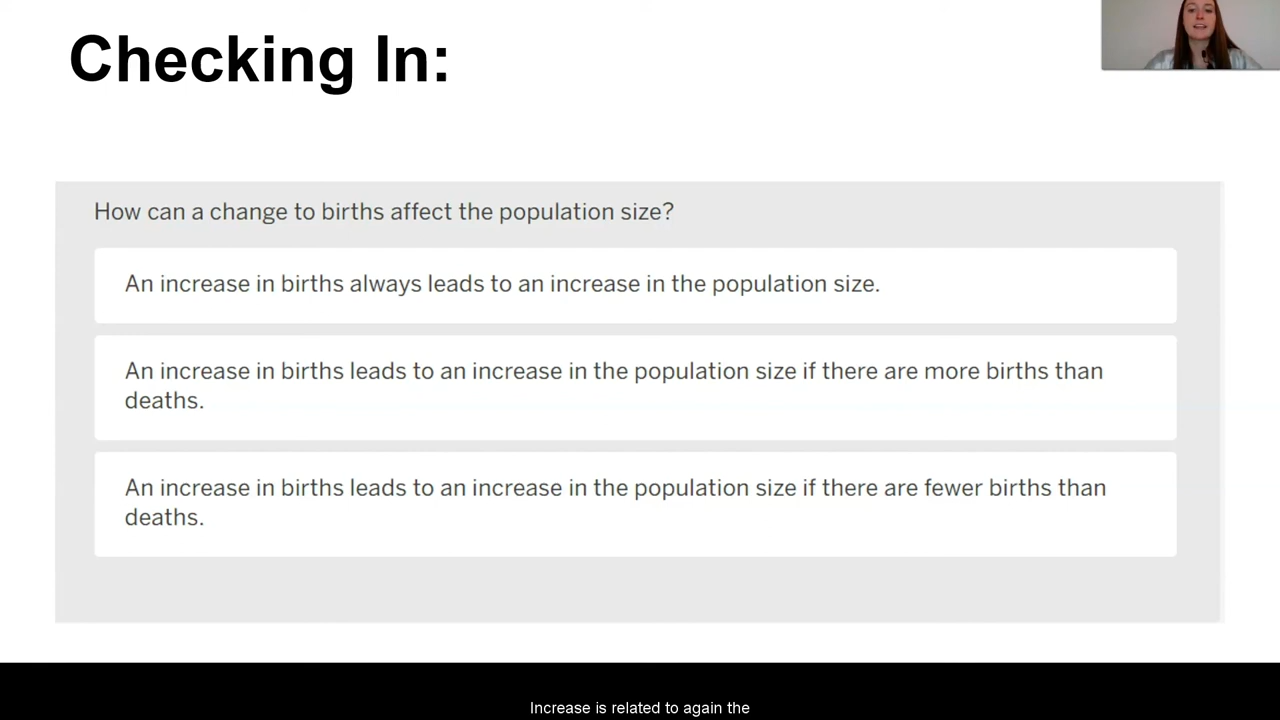 Checking In:
How can a change to births affect the population size?
An increase in births always leads to an increase in the population size.
An increase in births leads to an increase in the population size if there are more births than
deaths.
An increase in births leads to an increase in the population size if there are fewer births than
deaths.
Increase is related to again the